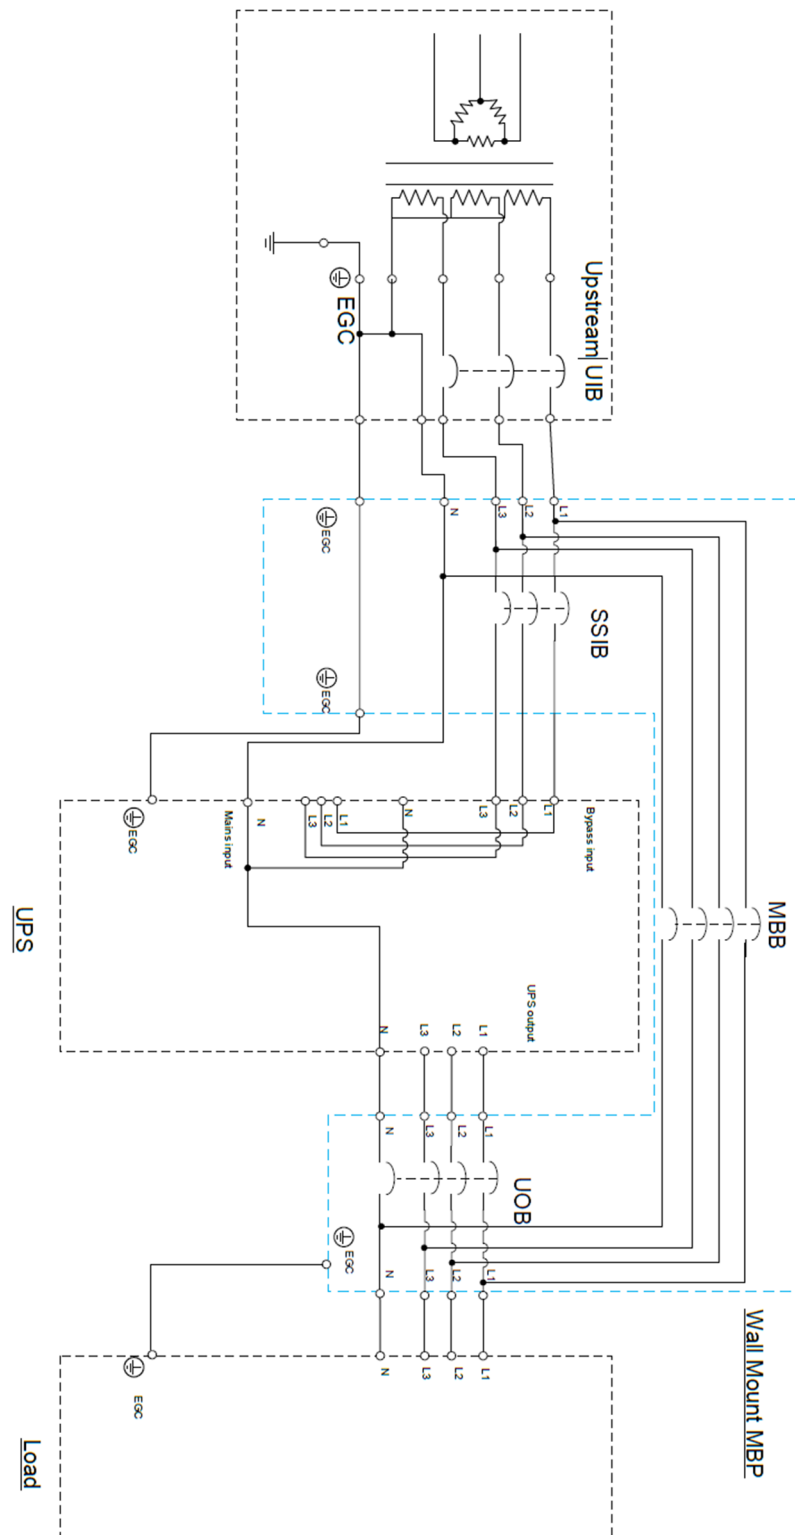 Upstream UIB
EGC
L1
L2
L3
N
EGC
SSIB
EGC
Bypass input
L1
L2
L3
N
L1
L2
L3
N
Mains input
EGC
UPS
MBB
UPS output
L1
L2
L3
N
L1
L2
L3
N
UOB
EGC
L1
L2
L3
N
Wall Mount MBP
L1
L2
L3
N
EGC
Load